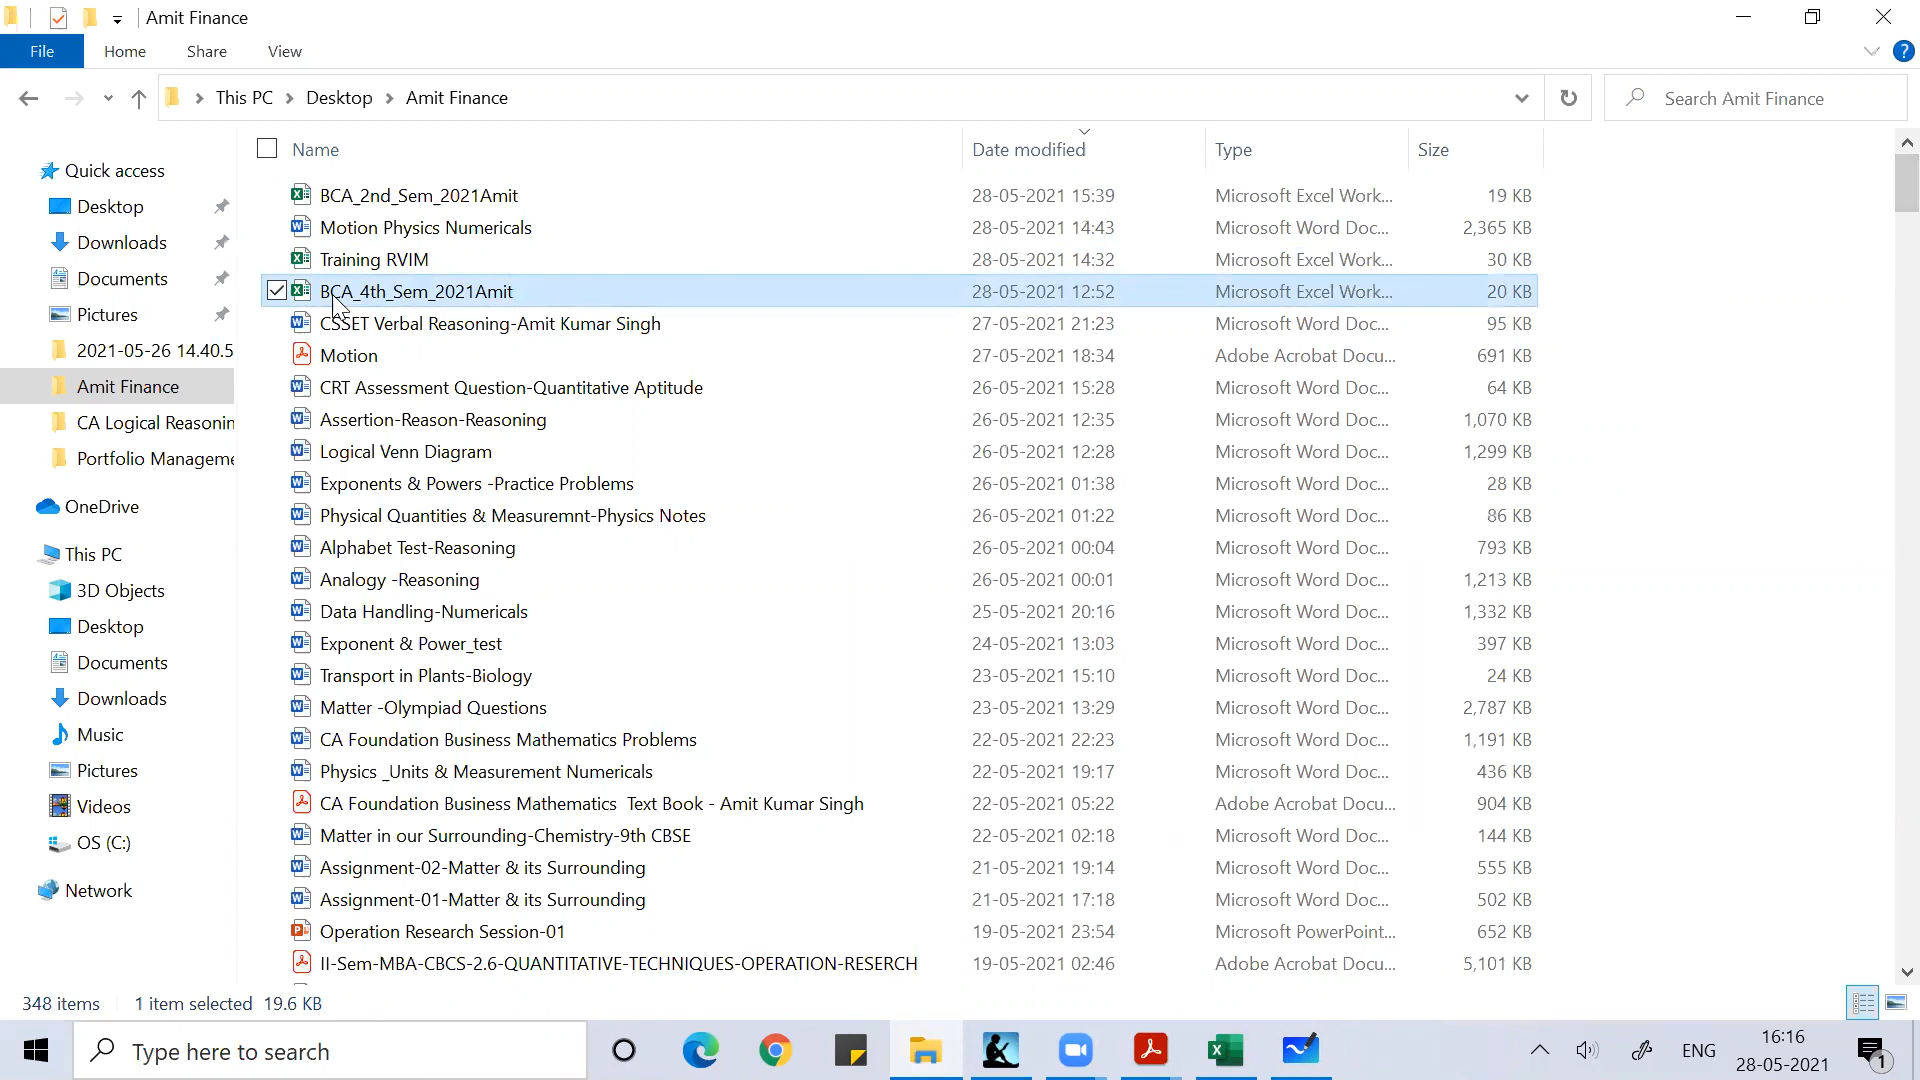 Amit Finance
File Home Share View
This PC Desktop Amit Finance
Search Amit Finance
Name Date modified Type Size
Quick access
Desktop
Downloads
Documents
Pictures
2021-05-26 14.40.5
Amit Finance
CA Logical Reasonin
Portfolio Manageme
OneDrive
This PC
3D Objects
Desktop
Documents
Downloads
Music
Pictures
Videos
OS (C:)
Network
BCA_2nd_Sem_2021Amit 28-05-2021 15:39 Microsoft Excel Work... 19 KB
Motion Physics Numericals 28-05-2021 14:43 Microsoft Word Doc... 2,365 KB
Training RVIM 28-05-2021 14:32 Microsoft Excel Work... 30 KB
BCA_4th_Sem_2021Amit 28-05-2021 12:52 Microsoft Excel Work... 20 KB
CSSET Verbal Reasoning-Amit Kumar Singh 27-05-2021 21:23 Microsoft Word Doc... 95 KB
Motion 27-05-2021 18:34 Adobe Acrobat Docu... 691 KB
CRT Assessment Question-Quantitative Aptitude 26-05-2021 15:28 Microsoft Word Doc... 64 KB
Assertion-Reason-Reasoning 26-05-2021 12:35 Microsoft Word Doc... 1,070 KB
Logical Venn Diagram 26-05-2021 12:28 Microsoft Word Doc... 1,299 KB
Exponents & Powers -Practice Problems 26-05-2021 01:38 Microsoft Word Doc... 28 KB
Physical Quantities & Measuremnt-Physics Notes 26-05-2021 01:22 Microsoft Word Doc... 86 KB
Alphabet Test-Reasoning 26-05-2021 00:04 Microsoft Word Doc... 793 KB
Analogy -Reasoning 26-05-2021 00:01 Microsoft Word Doc... 1,213 KB
Data Handling-Numericals 25-05-2021 20:16 Microsoft Word Doc... 1,332 KB
Exponent & Power_test 24-05-2021 13:03 Microsoft Word Doc... 397 KB
Transport in Plants-Biology 23-05-2021 15:10 Microsoft Word Doc... 24 KB
Matter -Olympiad Questions 23-05-2021 13:29 Microsoft Word Doc... 2,787 KB
CA Foundation Business Mathematics Problems 22-05-2021 22:23 Microsoft Word Doc... 1,191 KB
Physics _Units & Measurement Numericals 22-05-2021 19:17 Microsoft Word Doc... 436 KB
CA Foundation Business Mathematics Text Book - Amit Kumar Singh 22-05-2021 05:22 Adobe Acrobat Docu... 904 KB
Matter in our Surrounding-Chemistry-9th CBSE 22-05-2021 02:18 Microsoft Word Doc... 144 KB
Assignment-02-Matter & its Surrounding 21-05-2021 19:14 Microsoft Word Doc... 555 KB
Assignment-01-Matter & its Surrounding 21-05-2021 17:18 Microsoft Word Doc... 502 KB
Operation Research Session-01 19-05-2021 23:54 Microsoft PowerPoint... 652 KB
II-Sem-MBA-CBCS-2.6-QUANTITATIVE-TECHNIQUES-OPERATION-RESERCH 19-05-2021 02:46 Adobe Acrobat Docu... 5,101 KB
348 items 1 item selected 19.6 KB
Type here to search
ENG
16:16
28-05-2021
1